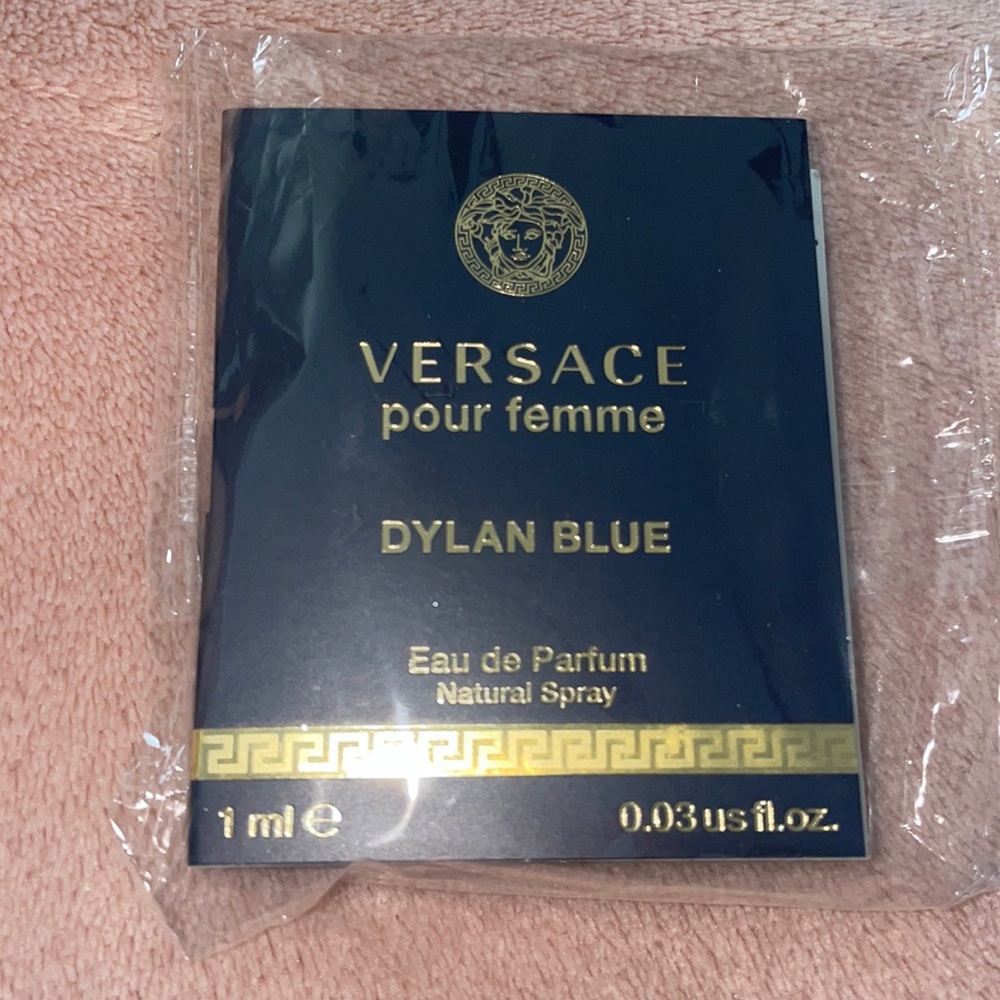 VERSACE
pour femme
DYLAN BLUE
Eau de Parfum
Natural Spray
1 ml ℮ 0.03 us fl.oz.